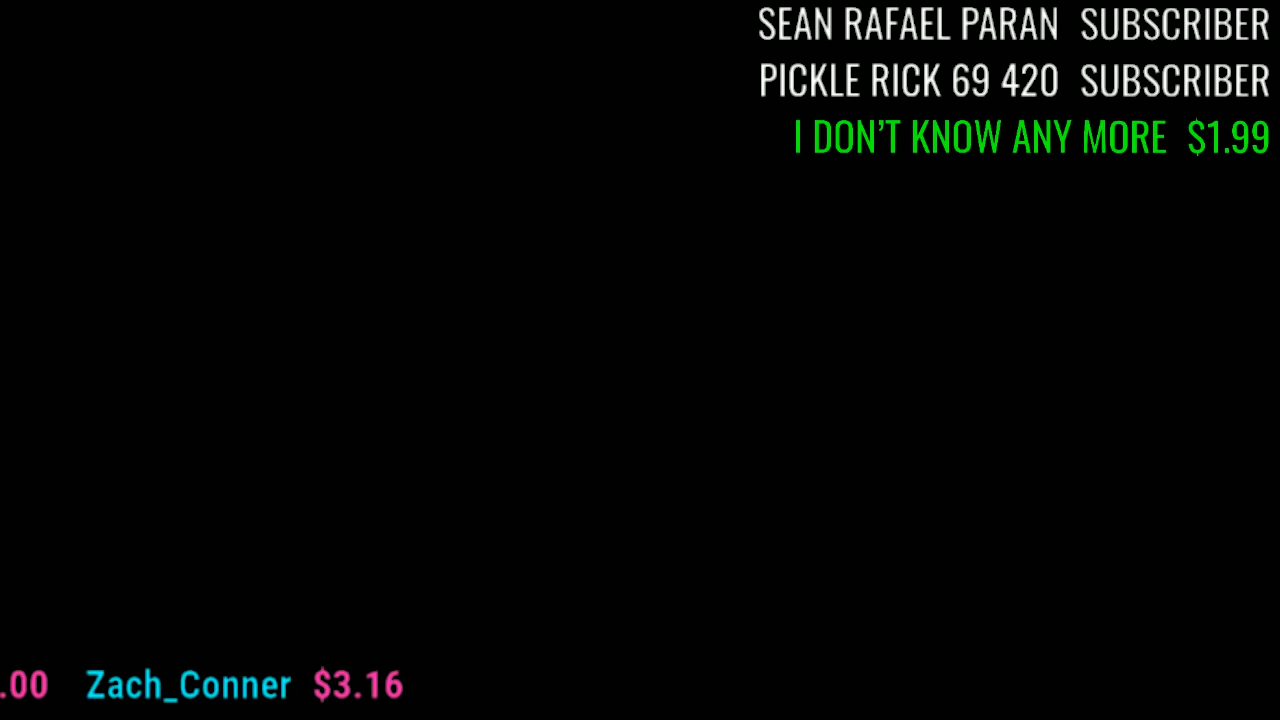 SEAN RAFAEL PARAN SUBSCRIBER
PICKLE RICK 69 420 SUBSCRIBER
I DON’T KNOW ANY MORE $1.99
.00 Zach_Conner $3.16